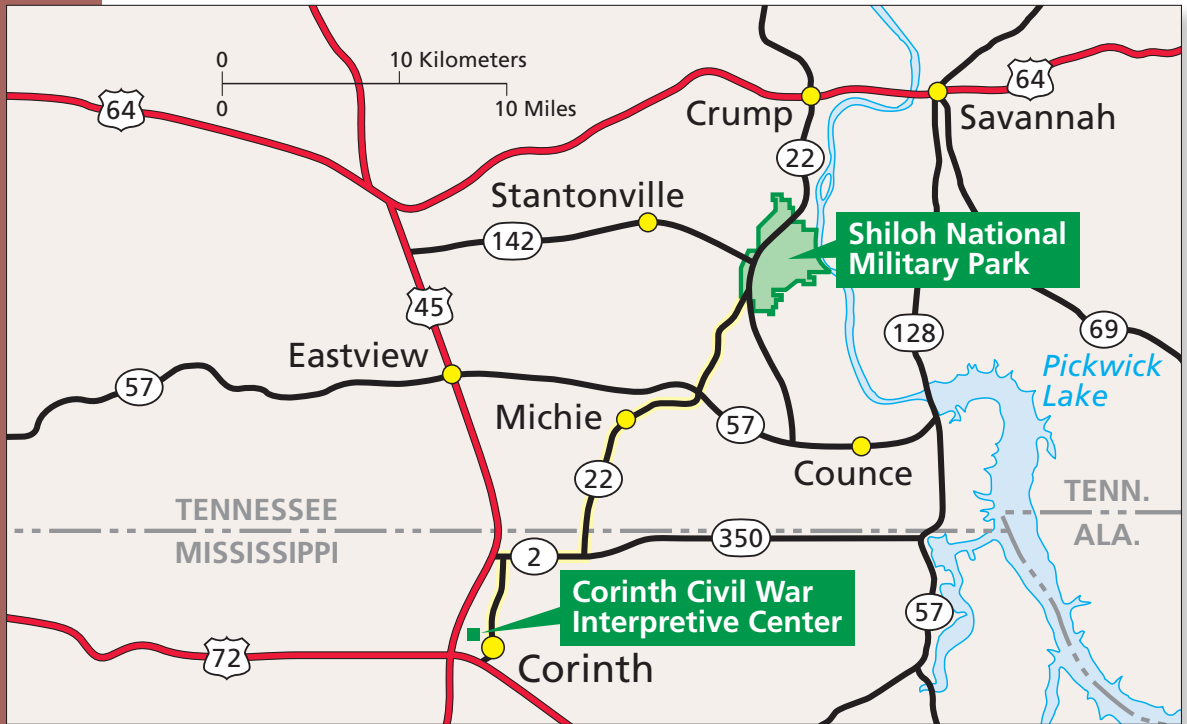 0
10 Kilometers
0
10 Miles
64
64
Crump
Savannah
22
Stantonville
142
Shiloh National
Military Park
45
128
69
Eastview
Pickwick
Lake
57
Michie
57
Counce
22
TENNESSEE
MISSISSIPPI
TENN.
ALA.
350
2
Corinth Civil War
Interpretive Center
57
72
Corinth